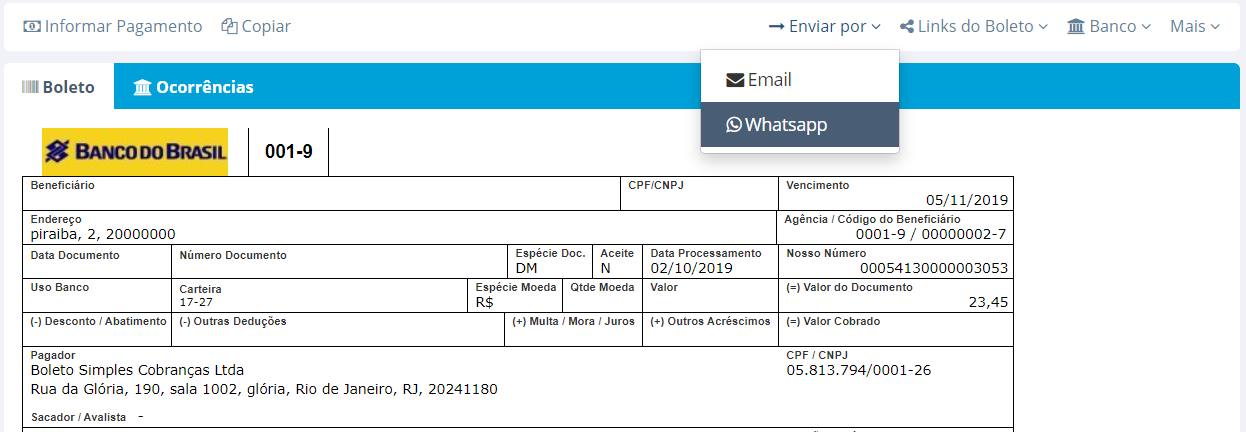 Informar Pagamento Copiar Enviar por Links do Boleto Banco Mais
Email
Whatsapp
Boleto Ocorrências
BANCO DO BRASIL 001-9
Beneficiário CPF/CNPJ Vencimento
05/11/2019
Endereço Agência / Código do Beneficiário
piraiba, 2, 20000000 0001-9 / 00000002-7
Data Documento Número Documento Espécie Doc. Aceite Data Processamento Nosso Número
DM N 02/10/2019 00054130000003053
Uso Banco Carteira Espécie Moeda Qtde Moeda Valor (=) Valor do Documento
17-27 R$ 23,45
(-) Desconto / Abatimento (-) Outras Deduções (+) Multa / Mora / Juros (+) Outros Acréscimos (=) Valor Cobrado
Pagador CPF / CNPJ
Boleto Simples Cobranças Ltda 05.813.794/0001-26
Rua da Glória, 190, sala 1002, glória, Rio de Janeiro, RJ, 20241180
Sacador / Avalista -